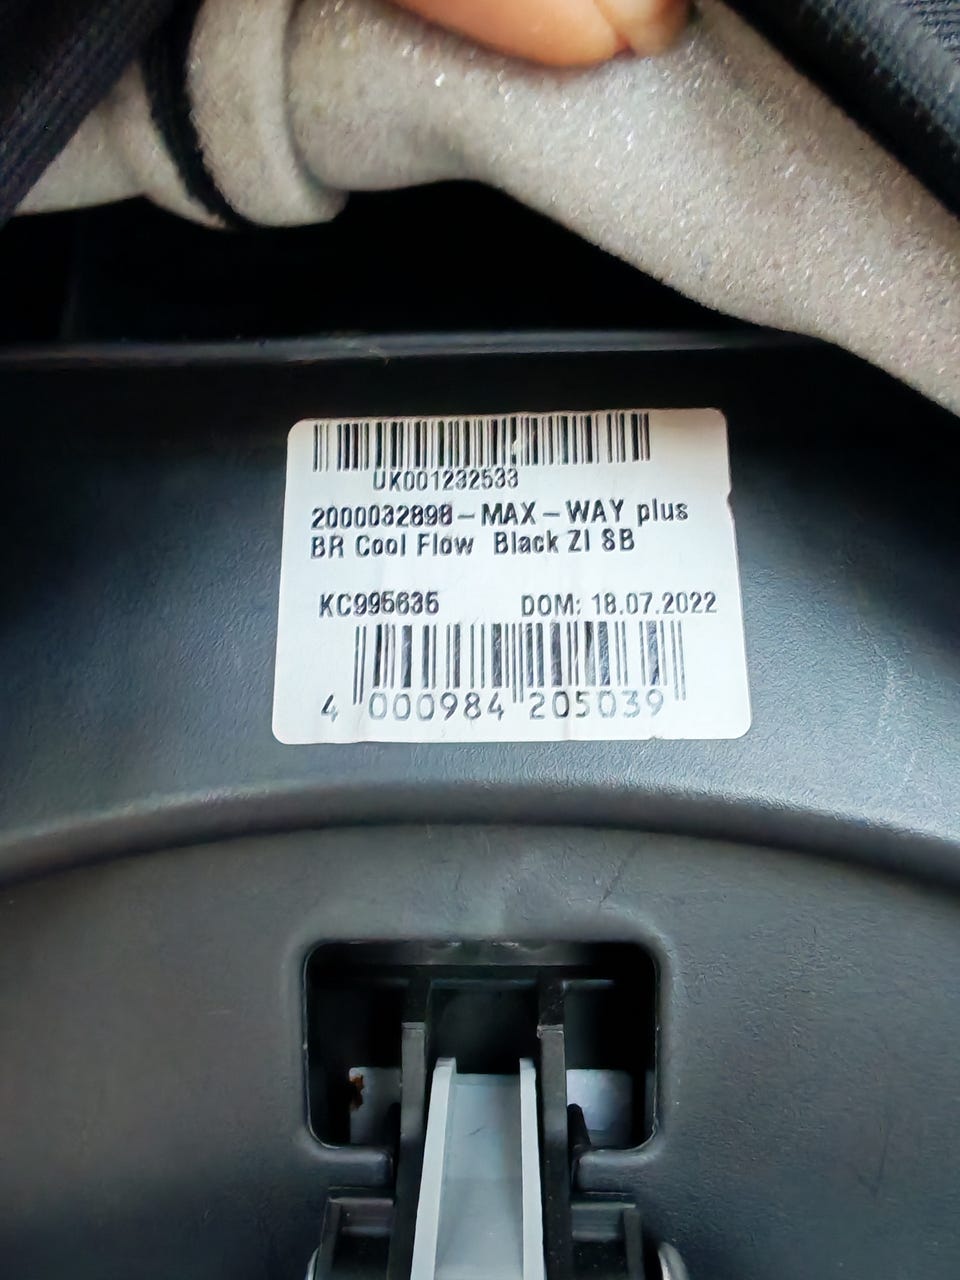 UK001232533
2000032898-MAX-WAY plus
BR Cool Flow Black ZI SB
KC995635 DOM: 18.07.2022
4 000984 205039